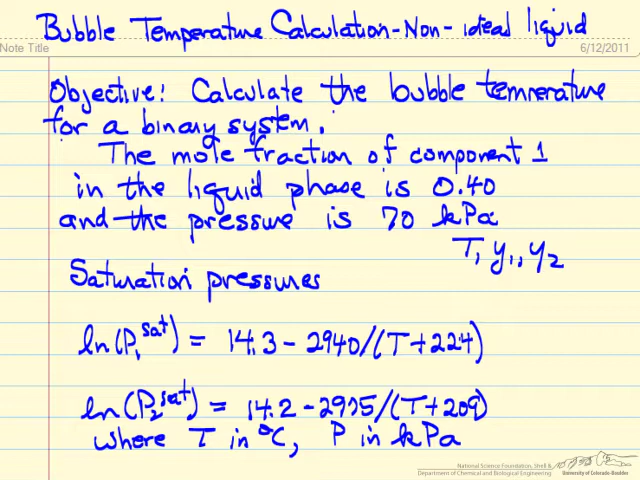 Bubble Temperature Calculation - Non-ideal liquid
Note Title 6/12/2011
Objective: Calculate the bubble temperature
for a binary system.
The mole fraction of component 1
in the liquid phase is 0.40
and the pressure is 70 kPa
T, y₁, y₂
Saturation pressures
ln(P₁ˢᵃᵗ) = 14.3 - 2940/(T+224)
ln(P₂ˢᵃᵗ) = 14.2 - 2975/(T+209)
where T in °C, P in kPa
National Science Foundation, Shell &
Department of Chemical and Biological Engineering University of Colorado-Boulder